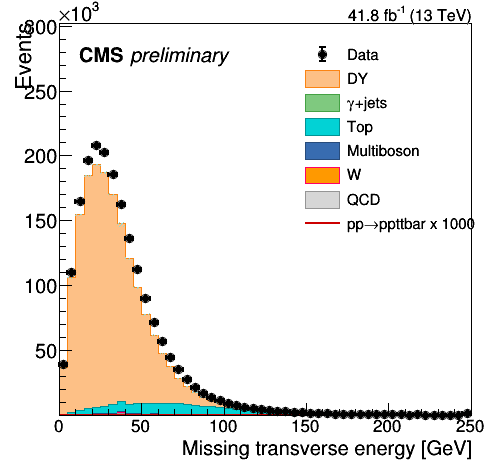 ×10³
41.8 fb⁻¹ (13 TeV)
Events
CMS preliminary
Data
DY
γ+jets
Top
Multiboson
W
QCD
pp→ppttbar x 1000
300
250
200
150
100
50
0 50 100 150 200 250
Missing transverse energy [GeV]